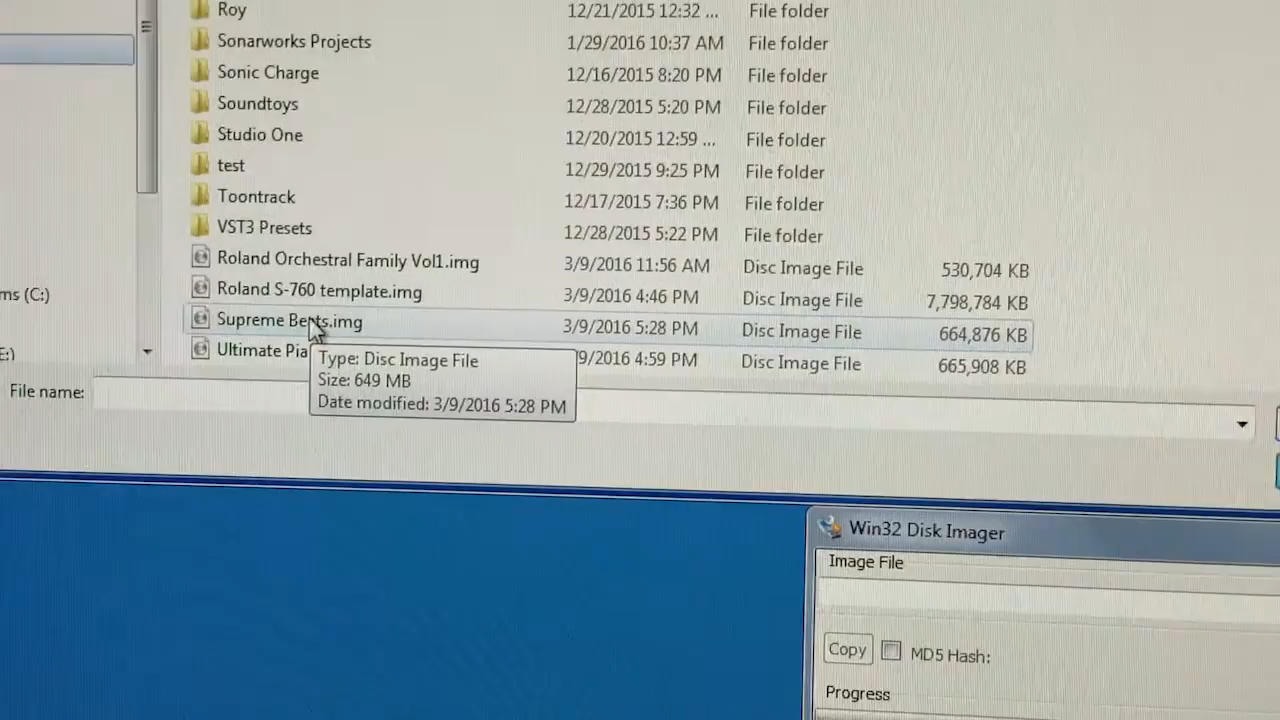 Roy 12/21/2015 12:32 ... File folder
Sonarworks Projects 1/29/2016 10:37 AM File folder
Sonic Charge 12/16/2015 8:20 PM File folder
Soundtoys 12/28/2015 5:20 PM File folder
Studio One 12/20/2015 12:59 ... File folder
test 12/29/2015 9:25 PM File folder
Toontrack 12/17/2015 7:36 PM File folder
VST3 Presets 12/28/2015 5:22 PM File folder
Roland Orchestral Family Vol1.img 3/9/2016 11:56 AM Disc Image File 530,704 KB
ms (C:) Roland S-760 template.img 3/9/2016 4:46 PM Disc Image File 7,798,784 KB
Supreme Beats.img 3/9/2016 5:28 PM Disc Image File 664,876 KB
E:) Ultimate Pia /9/2016 4:59 PM Disc Image File 665,908 KB
Type: Disc Image File
Size: 649 MB
Date modified: 3/9/2016 5:28 PM
File name:
Win32 Disk Imager
Image File
Copy MD5 Hash:
Progress